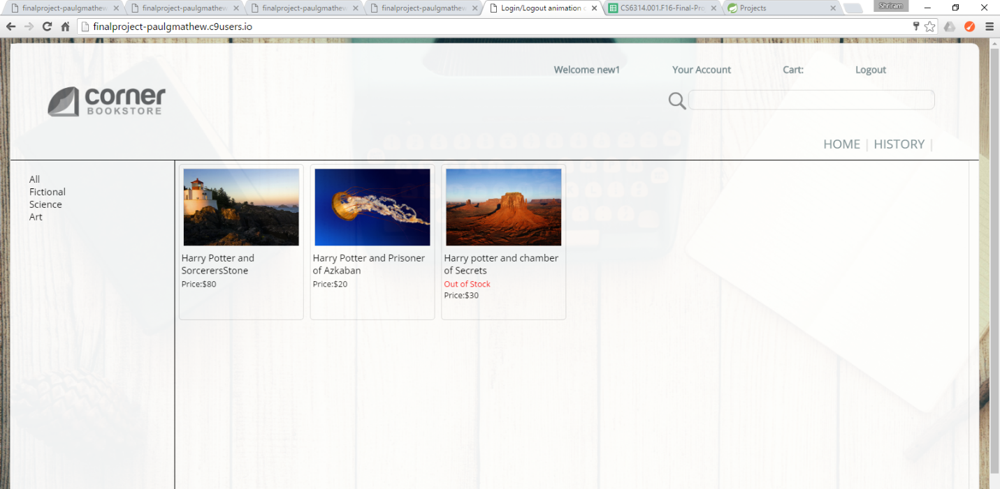 finalproject-paulgmathew
finalproject-paulgmathew
finalproject-paulgmathew
finalproject-paulgmathew
Login/Logout animation
CS6314.001.F16-Final-Pro
Projects
Shriram
finalproject-paulgmathew.c9users.io
Welcome new1
Your Account
Cart:
Logout
corner
BOOKSTORE
HOME | HISTORY |
All
Fictional
Science
Art
Harry Potter and
SorcerersStone
Price:$80
Harry Potter and Prisoner
of Azkaban
Price:$20
Harry potter and chamber
of Secrets
Out of Stock
Price:$30